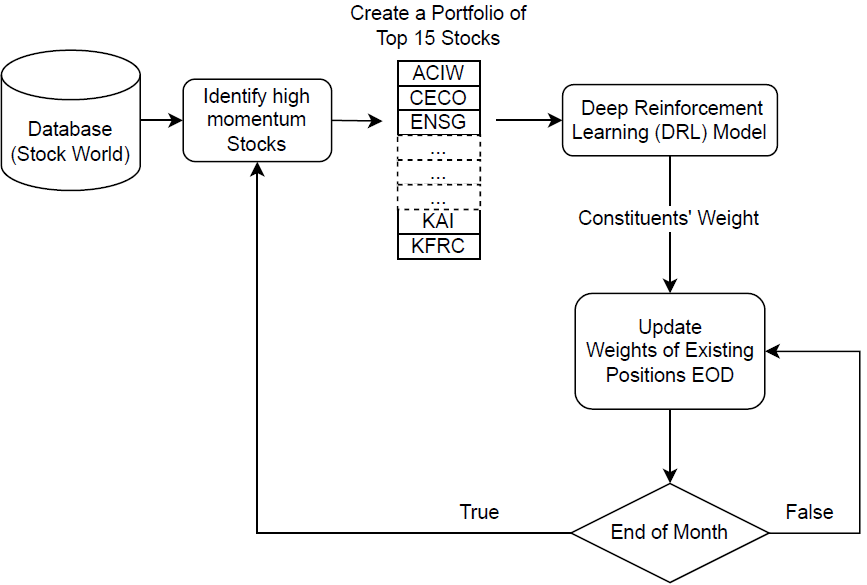 Create a Portfolio of
Top 15 Stocks
Database
(Stock World)
Identify high
momentum
Stocks
ACIW
CECO
ENSG
...
...
...
KAI
KFRC
Deep Reinforcement
Learning (DRL) Model
Constituents' Weight
Update
Weights of Existing
Positions EOD
True
End of Month
False